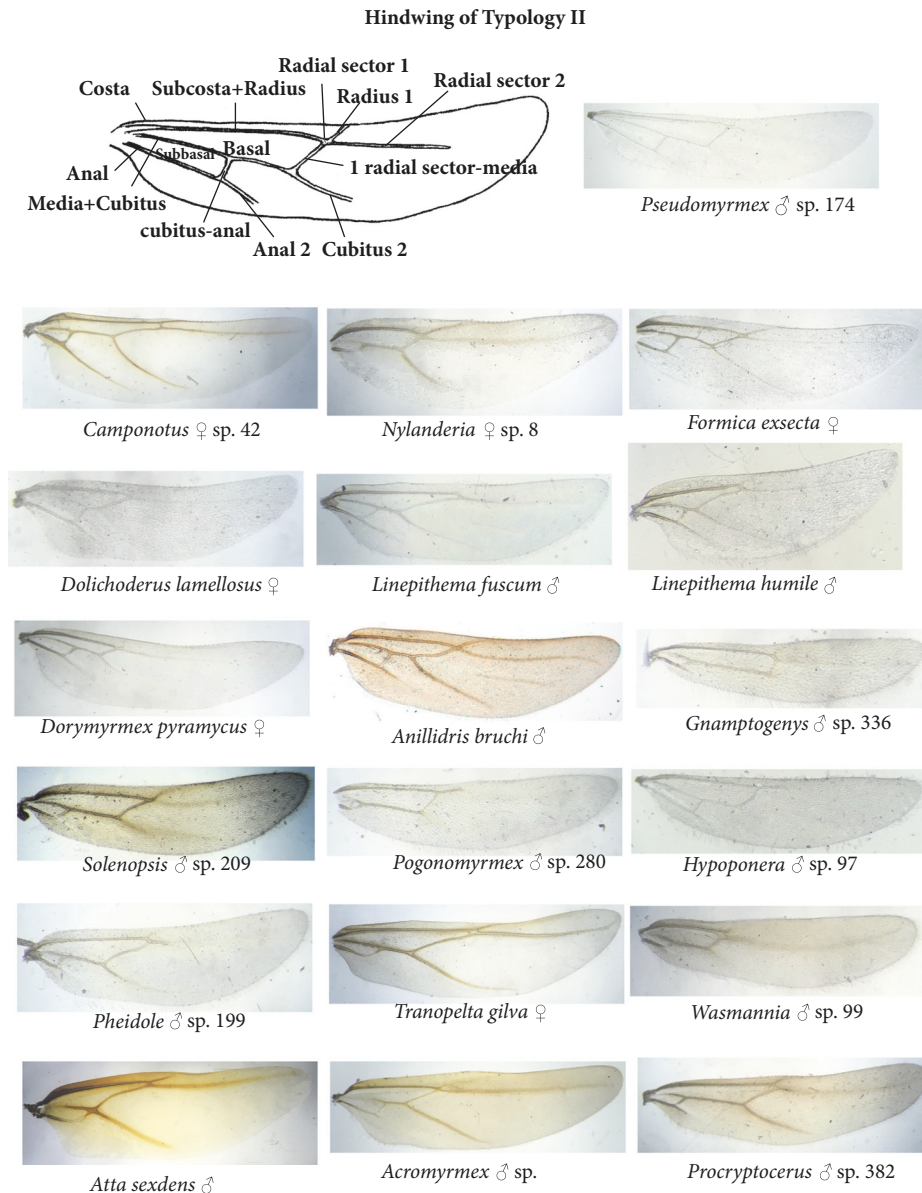 Hindwing of Typology II
Radial sector 1
Costa Subcosta+Radius Radial sector 2
Radius 1
Subbasal Basal
Anal 1 radial sector-media
Media+Cubitus
cubitus-anal
Anal 2 Cubitus 2
Pseudomyrmex ♂ sp. 174
Camponotus ♀ sp. 42
Nylanderia ♀ sp. 8
Formica exsecta ♀
Dolichoderus lamellosus ♀
Linepithema fuscum ♂
Linepithema humile ♂
Dorymyrmex pyramycus ♀
Anillidris bruchi ♂
Gnamptogenys ♂ sp. 336
Solenopsis ♂ sp. 209
Pogonomyrmex ♂ sp. 280
Hypoponera ♂ sp. 97
Pheidole ♂ sp. 199
Tranopelta gilva ♀
Wasmannia ♂ sp. 99
Atta sexdens ♂
Acromyrmex ♂ sp.
Procryptocerus ♂ sp. 382